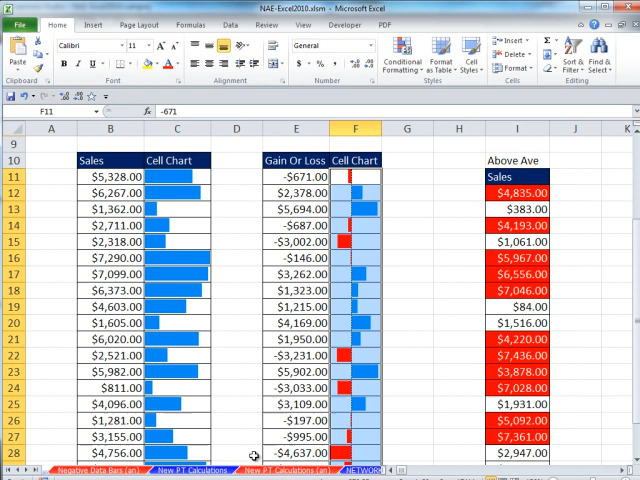 NAE-Excel2010.xlsm - Microsoft Excel
File Home Insert Page Layout Formulas Data Review View Developer PDF
Calibri 11
General
Paste
Conditional Formatting Format as Table Cell Styles
Insert
Delete
Format
Sort & Filter Find & Select
Clipboard Font Alignment Number Styles Cells Editing
F11 fx -671
A B C D E F G H I J K
9
10 Sales Cell Chart Gain Or Loss Cell Chart Above Ave
11 $5,328.00 -$671.00 Sales
12 $6,267.00 $2,378.00 $4,835.00
13 $1,362.00 $5,694.00 $383.00
14 $2,711.00 -$687.00 $4,193.00
15 $2,318.00 -$3,002.00 $1,061.00
16 $7,290.00 -$146.00 $5,967.00
17 $7,099.00 $3,262.00 $6,556.00
18 $6,373.00 $1,323.00 $7,046.00
19 $4,603.00 $1,215.00 $84.00
20 $1,605.00 $4,169.00 $1,516.00
21 $6,020.00 $1,950.00 $4,220.00
22 $2,521.00 -$3,231.00 $7,436.00
23 $5,982.00 $5,902.00 $3,878.00
24 $811.00 -$3,033.00 $7,028.00
25 $4,096.00 $3,109.00 $1,931.00
26 $1,281.00 -$197.00 $5,092.00
27 $3,155.00 -$995.00 $7,361.00
28 $4,756.00 -$4,637.00 $2,947.00
Negative Data Bars (an) New PT Calculations New PT Calculations (an) NETWORK